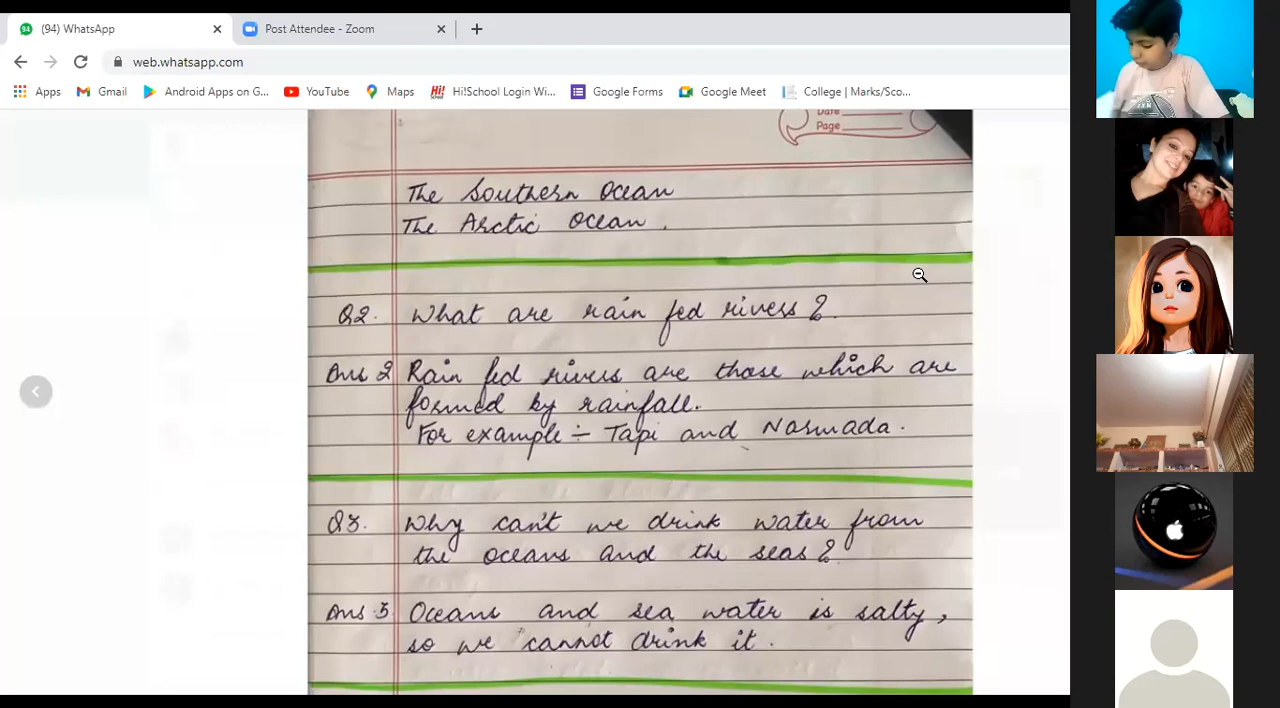 (94) WhatsApp
Post Attendee - Zoom
web.whatsapp.com
Apps
Gmail
Android Apps on G...
YouTube
Maps
Hi! Hi!School Login Wi...
Google Forms
Google Meet
College | Marks/Sco...
Date
Page
The Southern Ocean
The Arctic Ocean.
Q2. What are rain fed rivers?
Ans 2 Rain fed rivers are those which are
formed by rainfall.
For example ÷ Tapi and Narmada.
Q3. Why can't we drink water from
the oceans and the seas?
Ans 3 Oceans and sea water is salty,
so we cannot drink it.